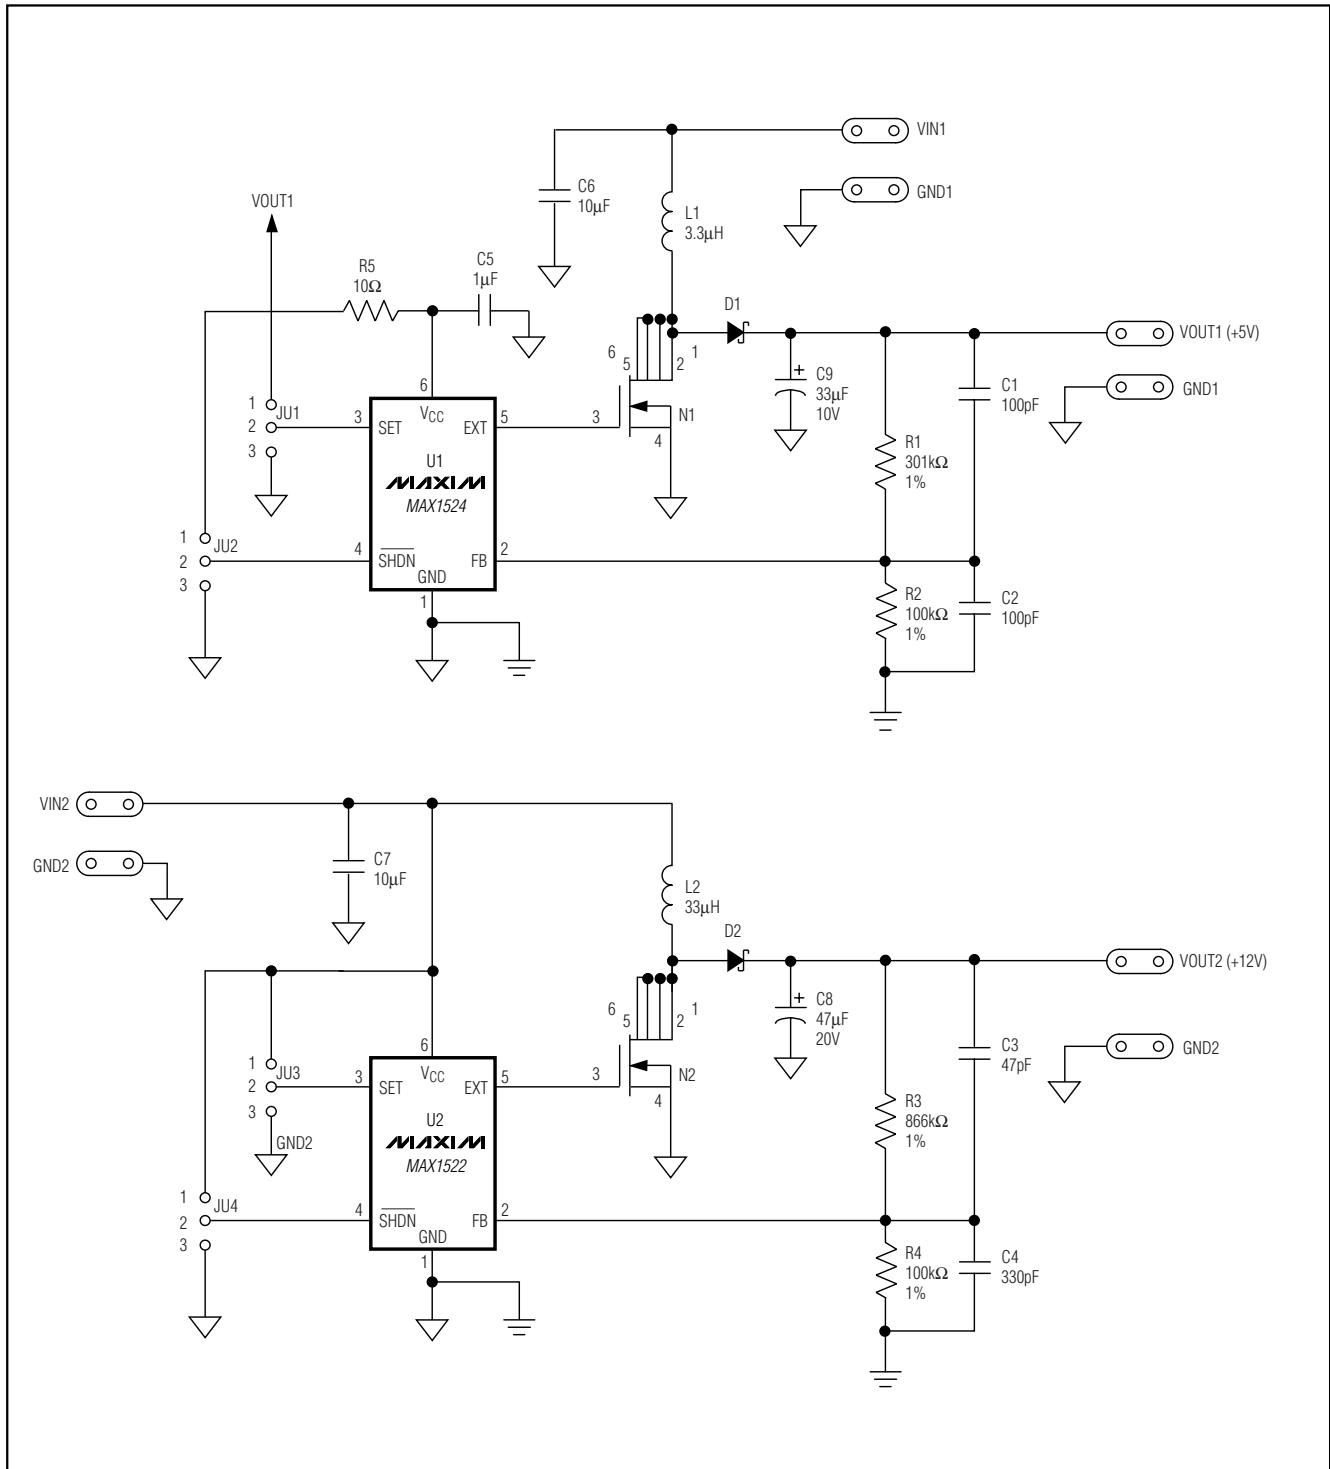 VIN1
C6
10µF
GND1
VOUT1
L1
3.3µH
R5
10Ω
C5
1µF
D1
VOUT1 (+5V)
6
5
2
1
C9
33µF
10V
+
C1
100pF
GND1
1
2
3
JU1
6
VCC
3
SET
EXT
5
3
N1
4
U1
MAXIM
MAX1524
R1
301kΩ
1%
1
2
3
JU2
4
SHDN
FB
2
GND
1
R2
100kΩ
1%
C2
100pF
VIN2
GND2
C7
10µF
L2
33µH
D2
VOUT2 (+12V)
6
5
2
1
+
C8
47µF
20V
C3
47pF
GND2
1
2
3
JU3
GND2
6
VCC
3
SET
EXT
5
3
N2
4
U2
MAXIM
MAX1522
R3
866kΩ
1%
1
2
3
JU4
4
SHDN
FB
2
GND
1
R4
100kΩ
1%
C4
330pF